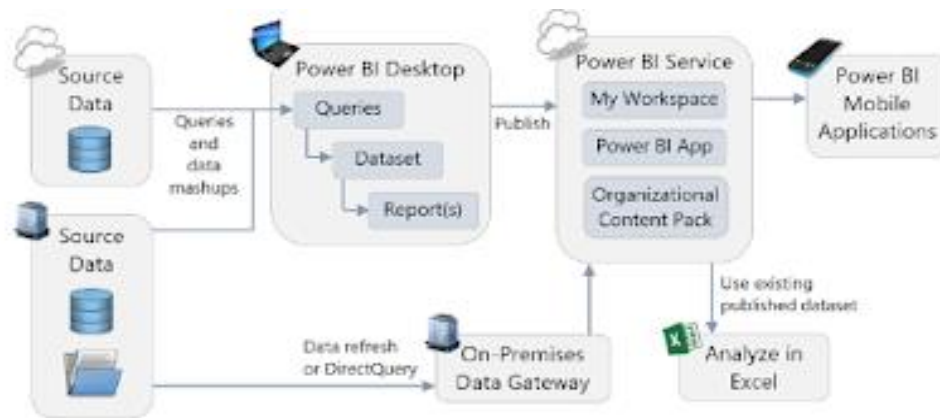 Source
Data
Queries
and
data
mashups
Source
Data
Power BI Desktop
Queries
Dataset
Report(s)
Publish
Power BI Service
My Workspace
Power BI App
Organizational
Content Pack
Power BI
Mobile
Applications
Data refresh
or DirectQuery
On-Premises
Data Gateway
Use existing
published dataset
Analyze in
Excel